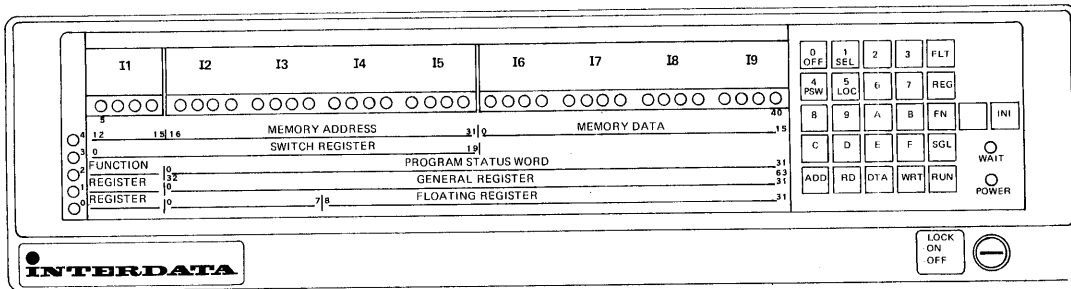 I1 I2 I3 I4 I5 I6 I7 I8 I9
5 40
4 12 15 16 MEMORY ADDRESS 31 0 MEMORY DATA 15
3 0 SWITCH REGISTER 19
2 FUNCTION 0 PROGRAM STATUS WORD 31
32 63
1 REGISTER 0 GENERAL REGISTER 31
0 REGISTER 0 7 8 FLOATING REGISTER 31
0 OFF 1 SEL 2 3 FLT
4 PSW 5 LOC 6 7 REG
8 9 A B FN INI
C D E F SGL
WAIT
ADD RD DTA WRT RUN
POWER
LOCK
ON
OFF
INTERDATA